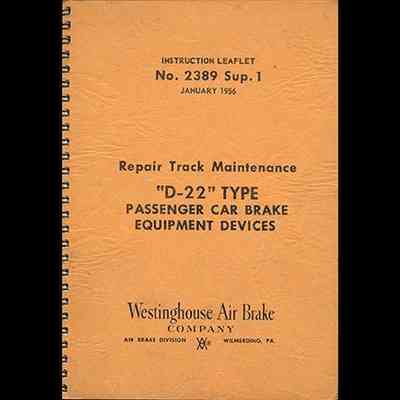 INSTRUCTION LEAFLET
No. 2389 Sup. 1
JANUARY 1956
Repair Track Maintenance
"D-22" TYPE
PASSENGER CAR BRAKE
EQUIPMENT DEVICES
Westinghouse Air Brake
COMPANY
AIR BRAKE DIVISION WILMERDING, PA.